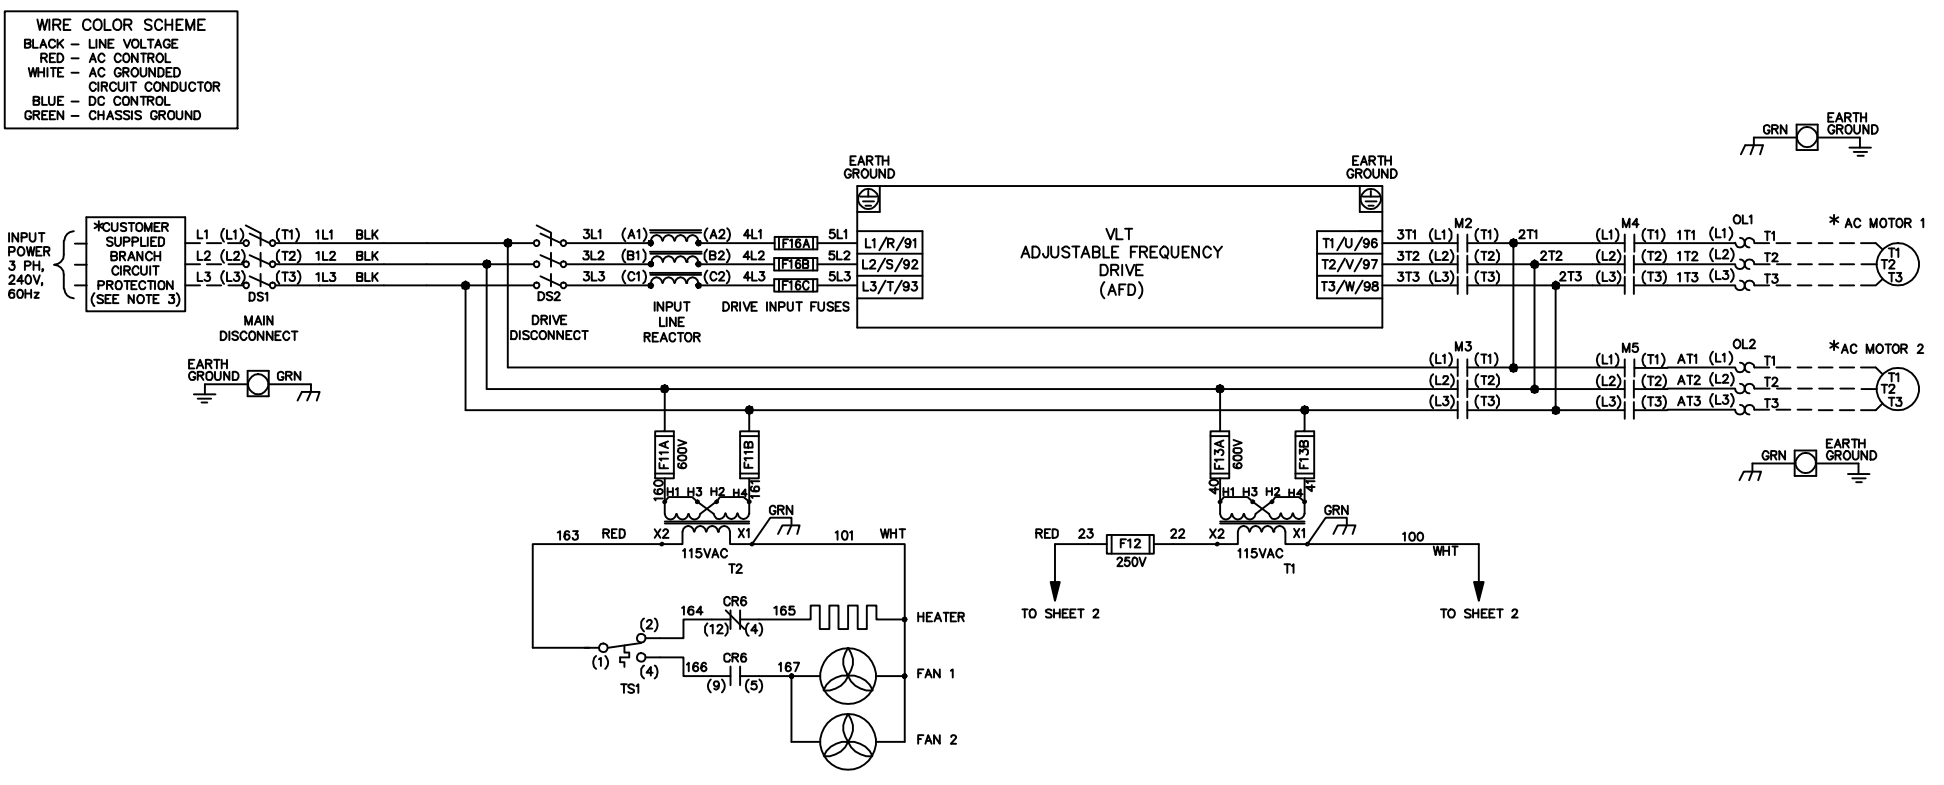 WIRE COLOR SCHEME
BLACK – LINE VOLTAGE
RED – AC CONTROL
WHITE – AC GROUNDED
CIRCUIT CONDUCTOR
BLUE – DC CONTROL
GREEN – CHASSIS GROUND
GRN
EARTH
GROUND
EARTH
GROUND
EARTH
GROUND
INPUT
POWER
3 PH,
240V,
60Hz
*CUSTOMER
SUPPLIED
BRANCH
CIRCUIT
PROTECTION
(SEE NOTE 3)
L1 (L1) (T1) 1L1 BLK
L2 (L2) (T2) 1L2 BLK
L3 (L3) (T3) 1L3 BLK
DS1
MAIN
DISCONNECT
DS2
DRIVE
DISCONNECT
3L1 (A1) (A2) 4L1 F16A 5L1 L1/R/91
3L2 (B1) (B2) 4L2 F16B 5L2 L2/S/92
3L3 (C1) (C2) 4L3 F16C 5L3 L3/T/93
INPUT
LINE
REACTOR
DRIVE INPUT FUSES
VLT
ADJUSTABLE FREQUENCY
DRIVE
(AFD)
M2 M4 OL1
* AC MOTOR 1
T1/U/96 3T1 (L1) (T1) 2T1 (L1) (T1) 1T1 (L1) T1
T2/V/97 3T2 (L2) (T2) 2T2 (L2) (T2) 1T2 (L2) T2
T3/W/98 3T3 (L3) (T3) 2T3 (L3) (T3) 1T3 (L3) T3
T1
T2
T3
M3 M5 OL2
*AC MOTOR 2
(L1) (T1) (L1) (T1) AT1 (L1) T1
(L2) (T2) (L2) (T2) AT2 (L2) T2
(L3) (T3) (L3) (T3) AT3 (L3) T3
T1
T2
T3
EARTH
GROUND
GRN
GRN
EARTH
GROUND
F11A
600V
F11B
160
161
H1 H3 H2 H4
GRN
163 RED X2 X1 101 WHT
115VAC
T2
F13A
600V
F13B
40
41
H1 H3 H2 H4
GRN
RED 23 F12 22 X2 X1 100
WHT
250V
115VAC
T1
TO SHEET 2
TO SHEET 2
CR6
164 165
(12) (4)
HEATER
(2)
(1)
(4)
TS1
CR6
166 167
(9) (5)
FAN 1
FAN 2